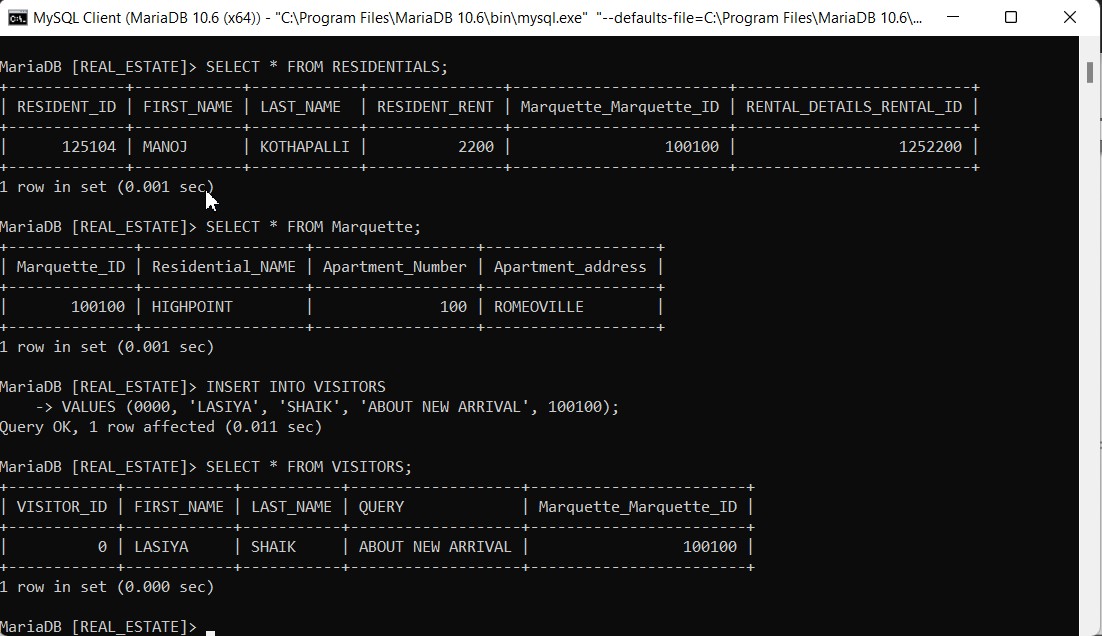 MySQL Client (MariaDB 10.6 (x64)) - "C:\Program Files\MariaDB 10.6\bin\mysql.exe"  "--defaults-file=C:\Program Files\MariaDB 10.6\...
MariaDB [REAL_ESTATE]> SELECT * FROM RESIDENTIALS;
+-------------+------------+------------+---------------+------------------------+--------------------------+
| RESIDENT_ID | FIRST_NAME | LAST_NAME  | RESIDENT_RENT | Marquette_Marquette_ID | RENTAL_DETAILS_RENTAL_ID |
+-------------+------------+------------+---------------+------------------------+--------------------------+
|      125104 | MANOJ      | KOTHAPALLI |          2200 |                 100100 |                  1252200 |
+-------------+------------+------------+---------------+------------------------+--------------------------+
1 row in set (0.001 sec)
MariaDB [REAL_ESTATE]> SELECT * FROM Marquette;
+--------------+------------------+------------------+-------------------+
| Marquette_ID | Residential_NAME | Apartment_Number | Apartment_address |
+--------------+------------------+------------------+-------------------+
|       100100 | HIGHPOINT        |              100 | ROMEOVILLE        |
+--------------+------------------+------------------+-------------------+
1 row in set (0.001 sec)
MariaDB [REAL_ESTATE]> INSERT INTO VISITORS
    -> VALUES (0000, 'LASIYA', 'SHAIK', 'ABOUT NEW ARRIVAL', 100100);
Query OK, 1 row affected (0.011 sec)
MariaDB [REAL_ESTATE]> SELECT * FROM VISITORS;
+------------+------------+-----------+-------------------+------------------------+
| VISITOR_ID | FIRST_NAME | LAST_NAME | QUERY             | Marquette_Marquette_ID |
+------------+------------+-----------+-------------------+------------------------+
|          0 | LASIYA     | SHAIK     | ABOUT NEW ARRIVAL |                 100100 |
+------------+------------+-----------+-------------------+------------------------+
1 row in set (0.000 sec)
MariaDB [REAL_ESTATE]>